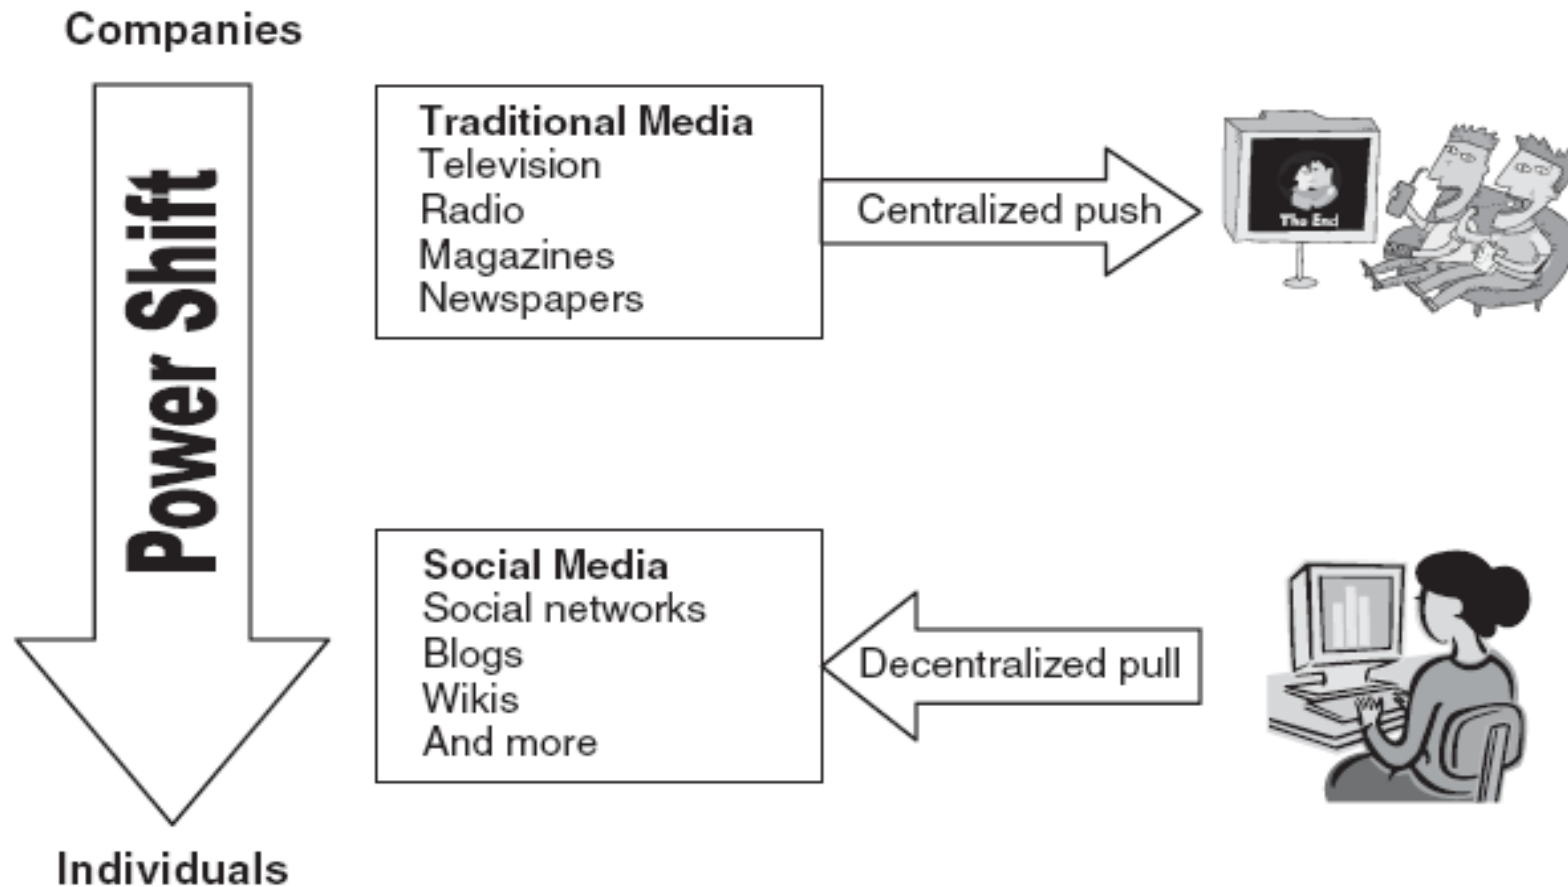 Companies
Power Shift
Traditional Media
Television
Radio
Magazines
Newspapers
Centralized push
The End
Social Media
Social networks
Blogs
Wikis
And more
Decentralized pull
Individuals